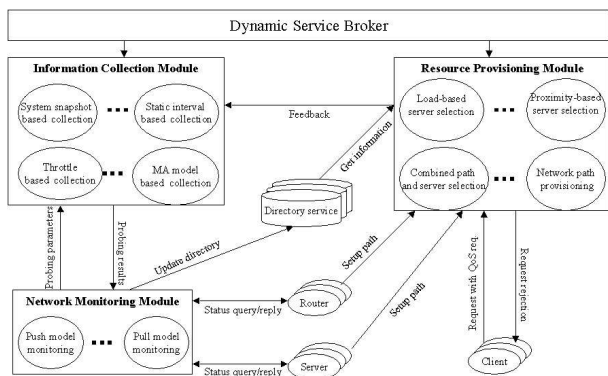 Dynamic Service Broker
Information Collection Module
System snapshot
based collection
Static interval
based collection
Throttle
based collection
MA model
based collection
Resource Provisioning Module
Load-based
server selection
Proximity-based
server selection
Combined path
and server selection
Network path
provisioning
Feedback
Get information
Directory service
Probing parameters
Probing results
Update directory
Setup path
Setup path
Request with QoS req.
Request rejection
Network Monitoring Module
Push model
monitoring
Pull model
monitoring
Status query/reply
Router
Status query/reply
Server
Client